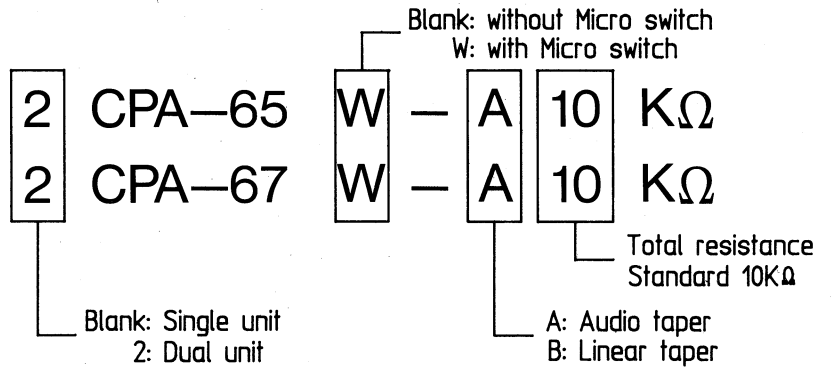 Blank: without Micro switch
W: with Micro switch
2 CPA–65 W – A 10 KΩ
2 CPA–67 W – A 10 KΩ
Total resistance
Standard 10KΩ
Blank: Single unit
2: Dual unit
A: Audio taper
B: Linear taper